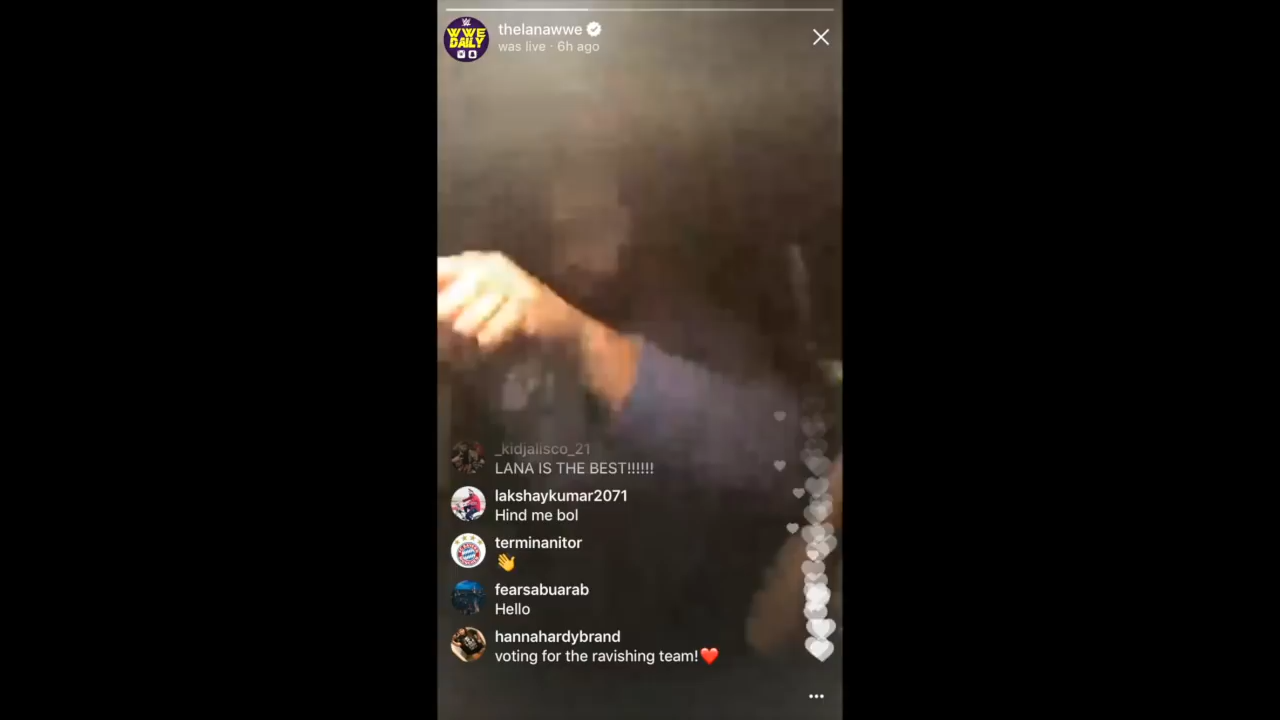 WWE
DAILY
thelanawwe
was live · 6h ago
_kidjalisco_21
LANA IS THE BEST!!!!!!
lakshaykumar2071
Hind me bol
terminanitor
👋
fearsabuarab
Hello
hannahardybrand
voting for the ravishing team!❤️